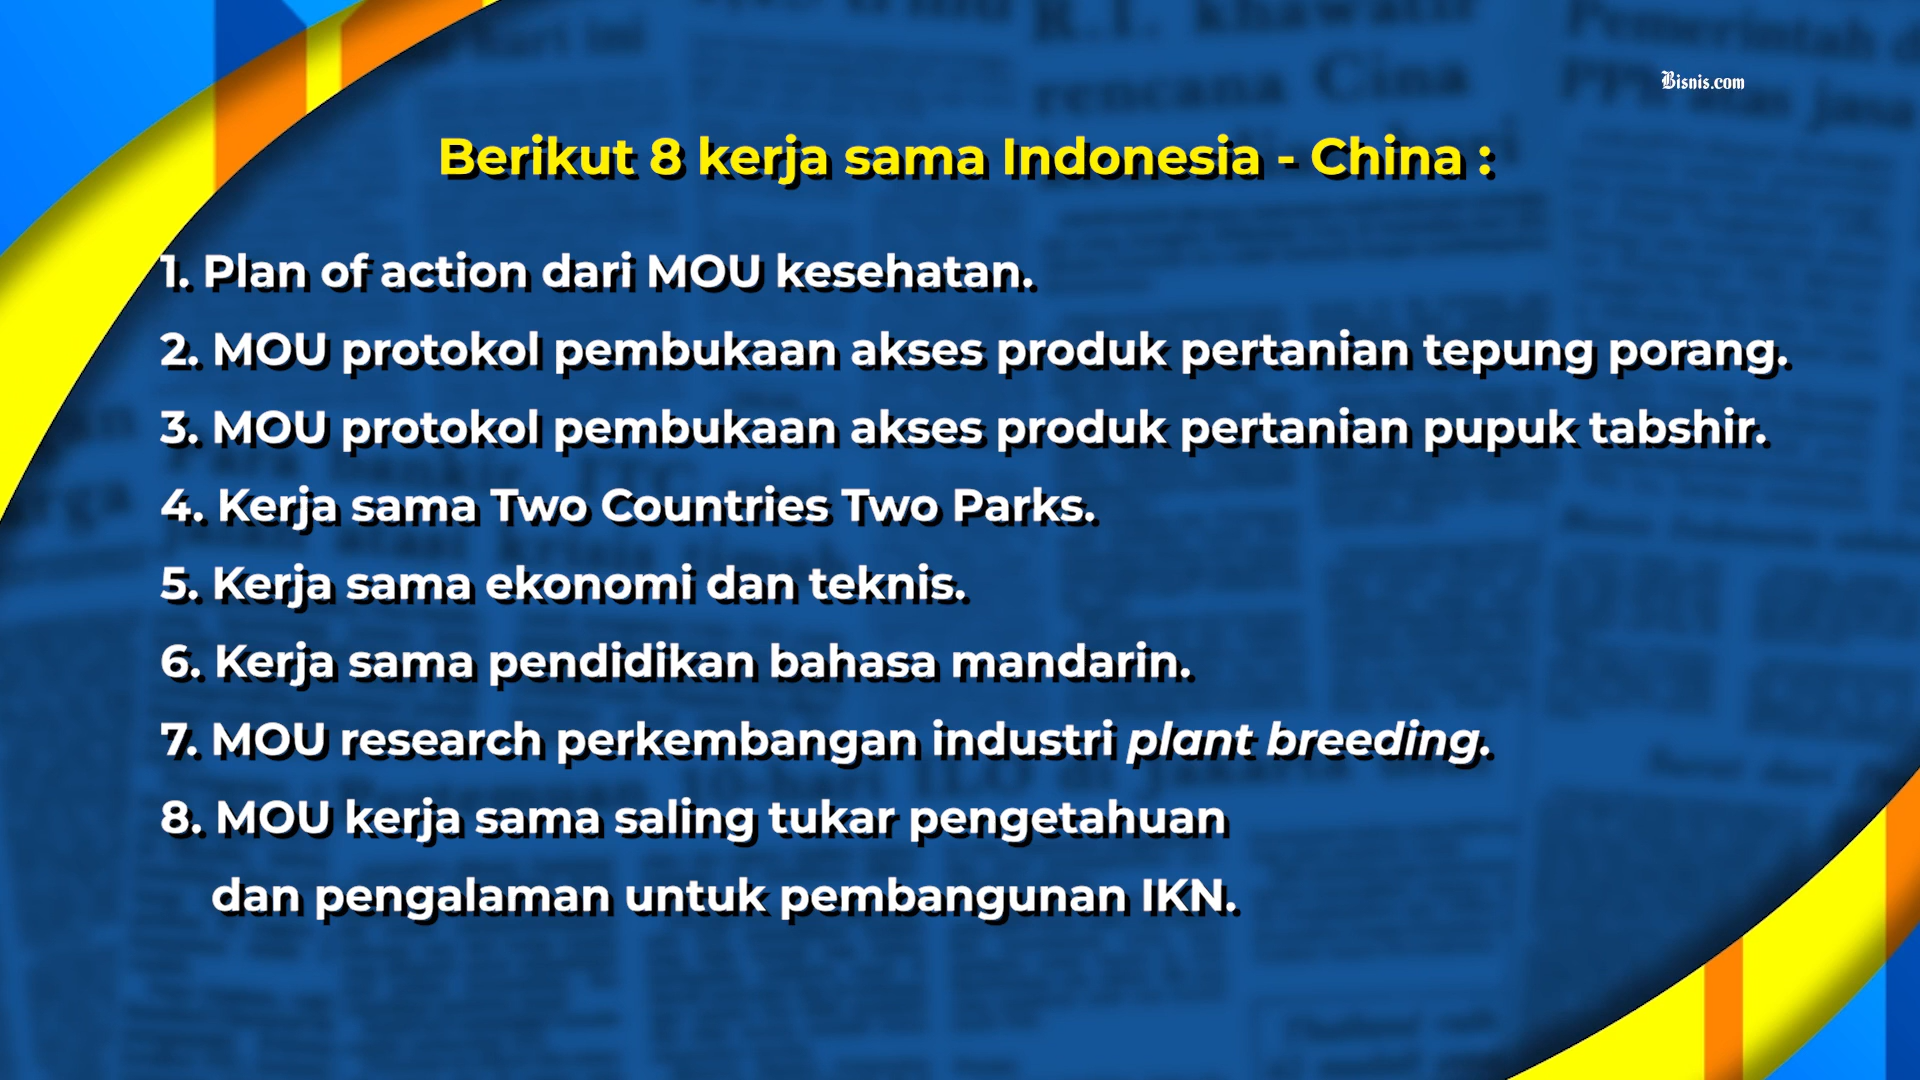 Bisnis.com
Berikut 8 kerja sama Indonesia - China :
1. Plan of action dari MOU kesehatan.
2. MOU protokol pembukaan akses produk pertanian tepung porang.
3. MOU protokol pembukaan akses produk pertanian pupuk tabshir.
4. Kerja sama Two Countries Two Parks.
5. Kerja sama ekonomi dan teknis.
6. Kerja sama pendidikan bahasa mandarin.
7. MOU research perkembangan industri plant breeding.
8. MOU kerja sama saling tukar pengetahuan
dan pengalaman untuk pembangunan IKN.